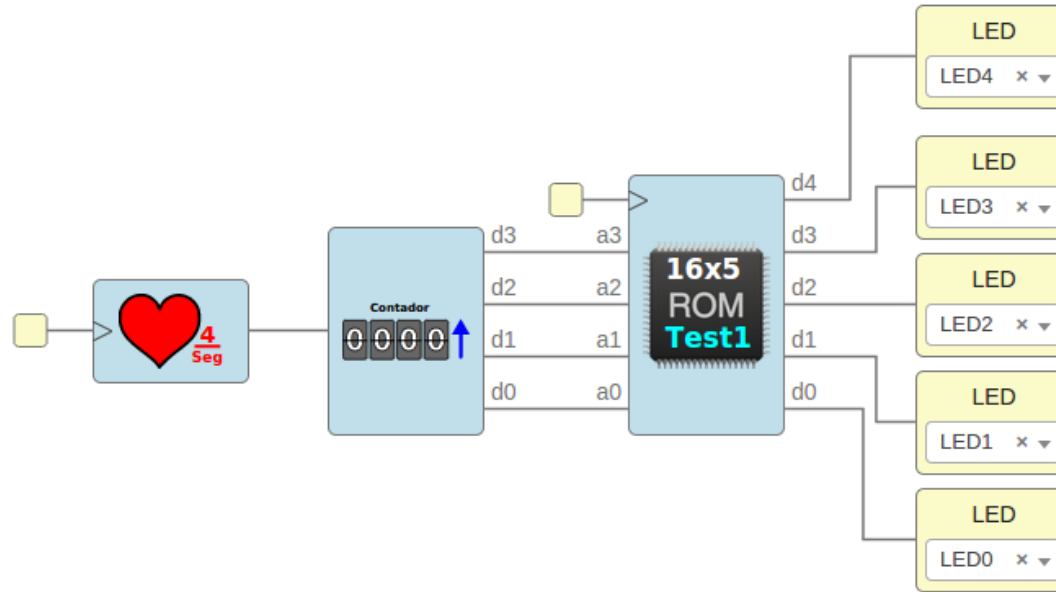 LED
LED4 ×
LED
d4
LED3 ×
d3
a3
d3
16x5
LED
d2
a2
ROM
d2
Contador
LED2 ×
4
Seg
0000
d1
a1
Test1
d1
LED
d0
a0
d0
LED1 ×
LED
LED0 ×